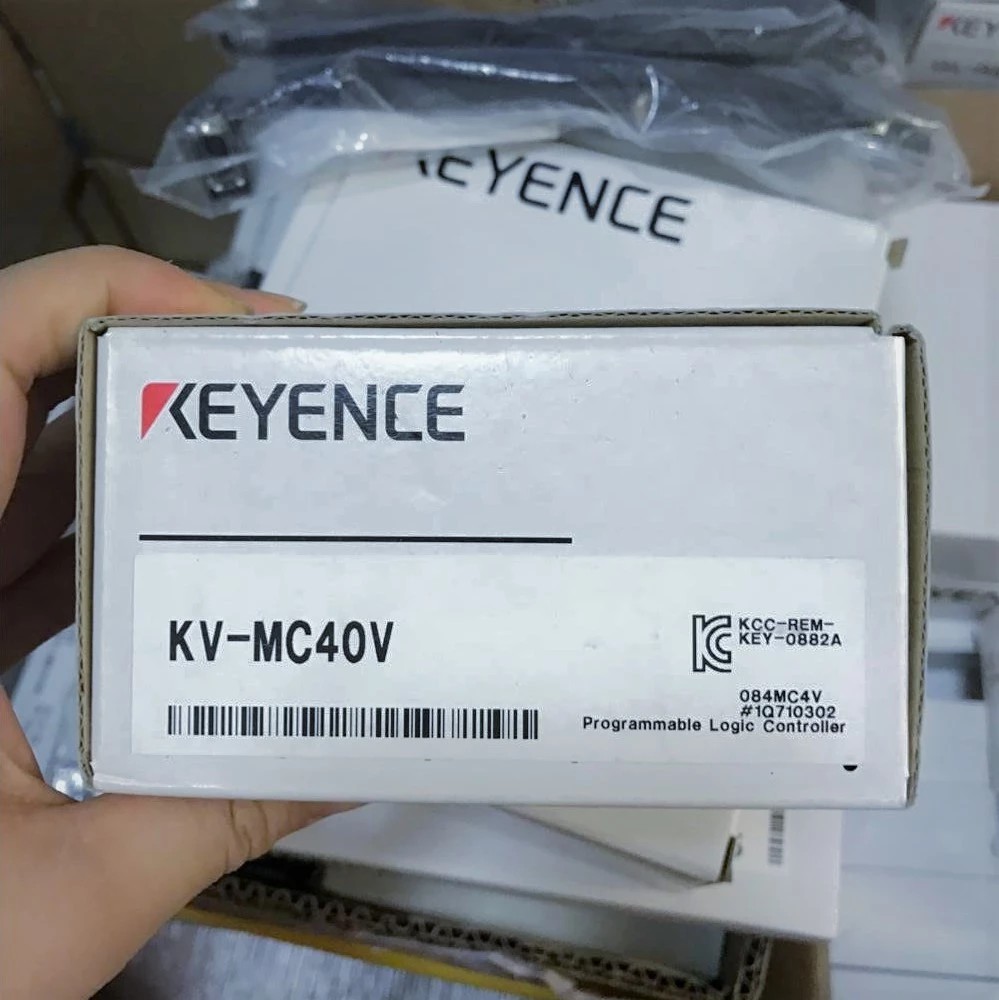 KEYENCE
KEYENCE
KV-MC40V
KCC-REM-
KEY-0882A
084MC4V
#1Q710302
Programmable Logic Controller